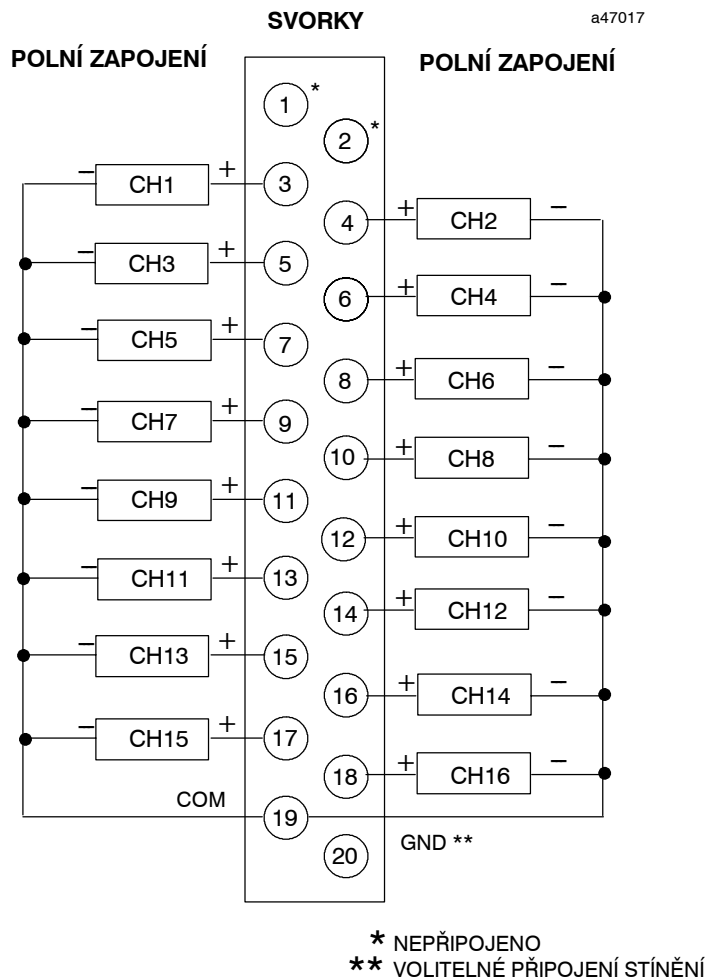 SVORKY
a47017
POLNÍ ZAPOJENÍ
POLNÍ ZAPOJENÍ
1 *
2 *
− CH1 + 3
4 + CH2 −
− CH3 + 5
6 + CH4 −
− CH5 + 7
8 + CH6 −
− CH7 + 9
10 + CH8 −
− CH9 + 11
12 + CH10 −
− CH11 + 13
14 + CH12 −
− CH13 + 15
16 + CH14 −
− CH15 + 17
18 + CH16 −
COM 19
20 GND **
* NEPŘIPOJENO
** VOLITELNÉ PŘIPOJENÍ STÍNĚNÍ